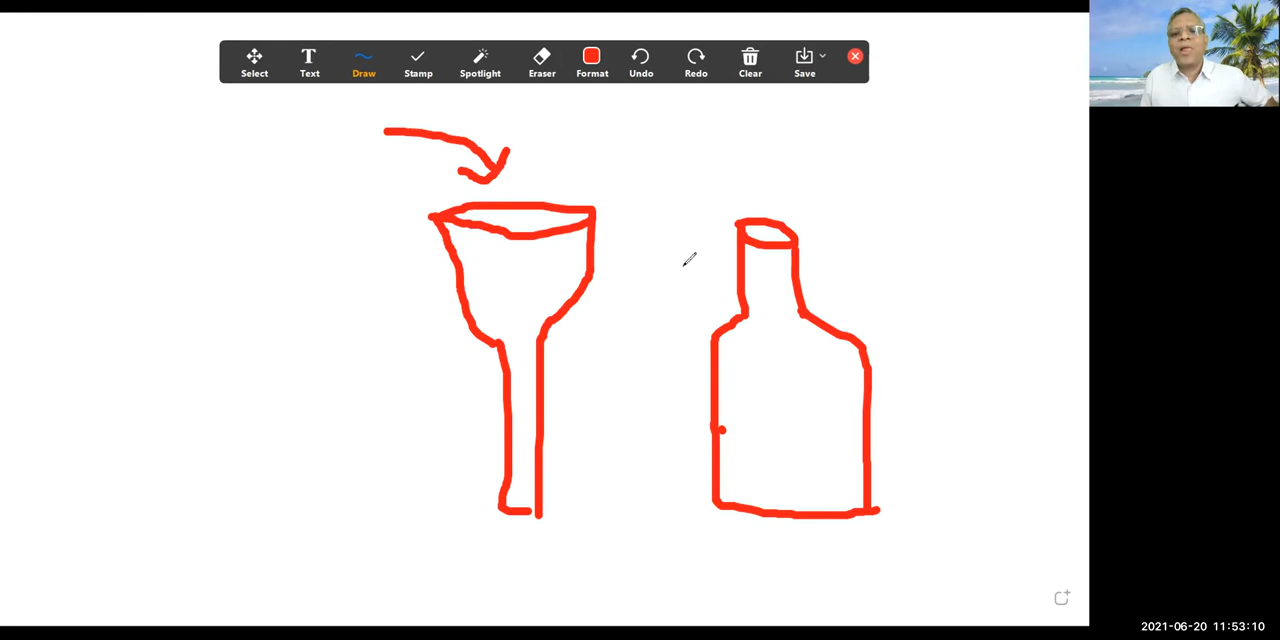 Select Text Draw Stamp Spotlight Eraser Format Undo Redo Clear Save
2021-06-20 11:53:10